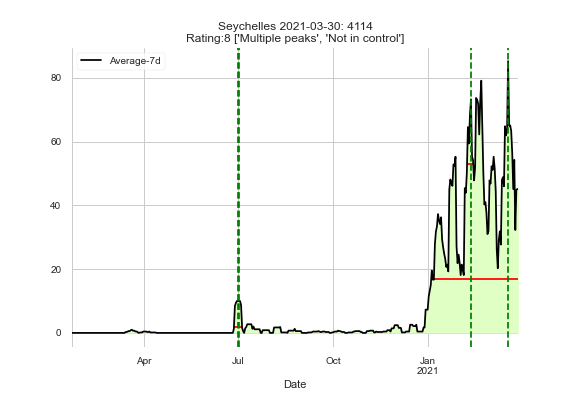 Seychelles 2021-03-30: 4114
Rating:8 ['Multiple peaks', 'Not in control']
Average-7d
80
60
40
20
0
Apr
Jul
Oct
Jan
2021
Date